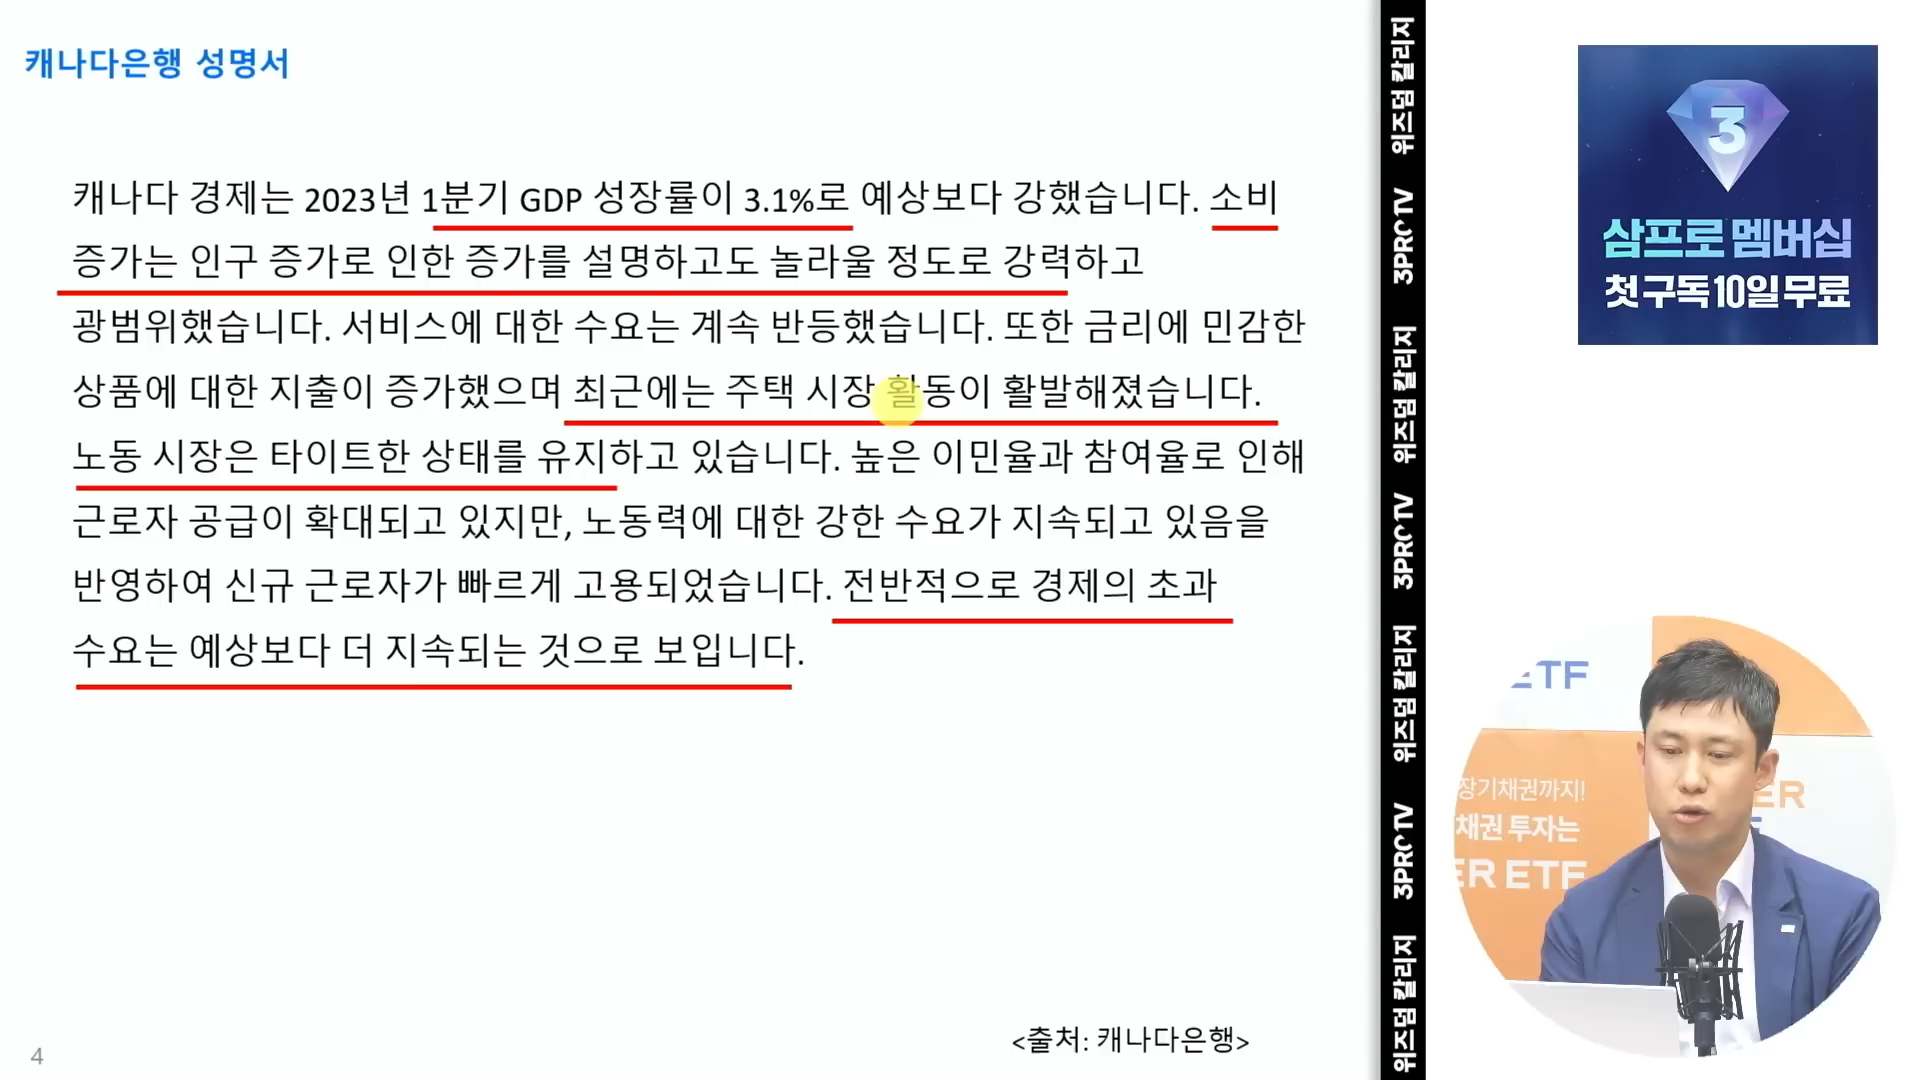 캐나다은행 성명서
캐나다 경제는 2023년 1분기 GDP 성장률이 3.1%로 예상보다 강했습니다. 소비
증가는 인구 증가로 인한 증가를 설명하고도 놀라울 정도로 강력하고
광범위했습니다. 서비스에 대한 수요는 계속 반등했습니다. 또한 금리에 민감한
상품에 대한 지출이 증가했으며 최근에는 주택 시장 활동이 활발해졌습니다.
노동 시장은 타이트한 상태를 유지하고 있습니다. 높은 이민율과 참여율로 인해
근로자 공급이 확대되고 있지만, 노동력에 대한 강한 수요가 지속되고 있음을
반영하여 신규 근로자가 빠르게 고용되었습니다. 전반적으로 경제의 초과
수요는 예상보다 더 지속되는 것으로 보입니다.
<출처: 캐나다은행>
4
위즈덤 칼리지
3PROTV
위즈덤 칼리지
3PROTV
위즈덤 칼리지
3PROTV
위즈덤 칼리지
3
삼프로 멤버십
첫 구독 10일 무료
ETF
장기채권까지!
채권 투자는
ER ETF
ER